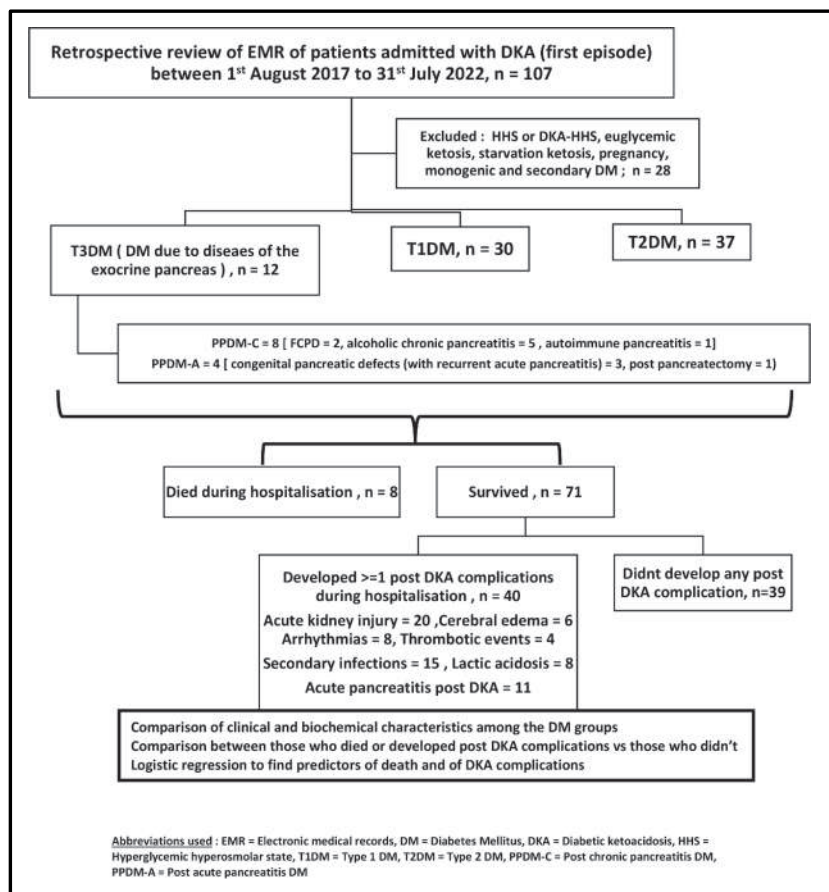 Retrospective review of EMR of patients admitted with DKA (first episode)
between 1st August 2017 to 31st July 2022, n = 107
Excluded : HHS or DKA-HHS, euglycemic
ketosis, starvation ketosis, pregnancy,
monogenic and secondary DM ; n = 28
T3DM ( DM due to diseaes of the
exocrine pancreas ) , n = 12
T1DM, n = 30
T2DM, n = 37
PPDM-C = 8 [ FCPD = 2, alcoholic chronic pancreatitis = 5 , autoimmune pancreatitis = 1]
PPDM-A = 4 [ congenital pancreatic defects (with recurrent acute pancreatitis) = 3, post pancreatectomy = 1)
Died during hospitalisation , n = 8
Survived , n = 71
Developed >=1 post DKA complications
during hospitalisation , n = 40
Acute kidney injury = 20 ,Cerebral edema = 6
Arrhythmias = 8, Thrombotic events = 4
Secondary infections = 15 , Lactic acidosis = 8
Acute pancreatitis post DKA = 11
Didnt develop any post
DKA complication, n=39
Comparison of clinical and biochemical characteristics among the DM groups
Comparison between those who died or developed post DKA complications vs those who didn't
Logistic regression to find predictors of death and of DKA complications
Abbreviations used : EMR = Electronic medical records, DM = Diabetes Mellitus, DKA = Diabetic ketoacidosis, HHS =
Hyperglycemic hyperosmolar state, T1DM = Type 1 DM, T2DM = Type 2 DM, PPDM-C = Post chronic pancreatitis DM,
PPDM-A = Post acute pancreatitis DM